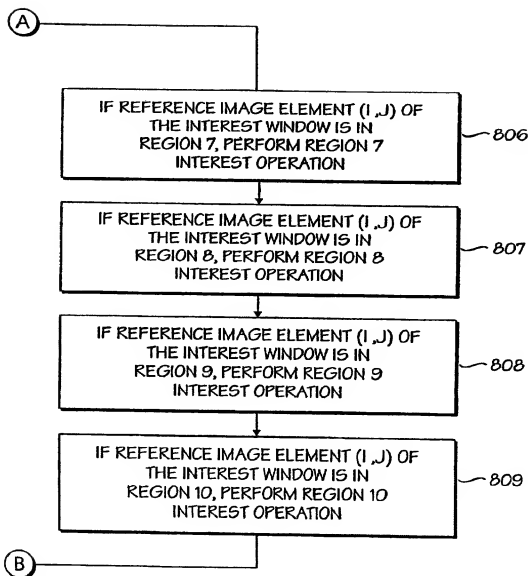 A
IF REFERENCE IMAGE ELEMENT (I,J) OF
THE INTEREST WINDOW IS IN
REGION 7, PERFORM REGION 7
INTEREST OPERATION
806
IF REFERENCE IMAGE ELEMENT (I,J) OF
THE INTEREST WINDOW IS IN
REGION 8, PERFORM REGION 8
INTEREST OPERATION
807
IF REFERENCE IMAGE ELEMENT (I,J) OF
THE INTEREST WINDOW IS IN
REGION 9, PERFORM REGION 9
INTEREST OPERATION
808
IF REFERENCE IMAGE ELEMENT (I,J) OF
THE INTEREST WINDOW IS IN
REGION 10, PERFORM REGION 10
INTEREST OPERATION
809
B